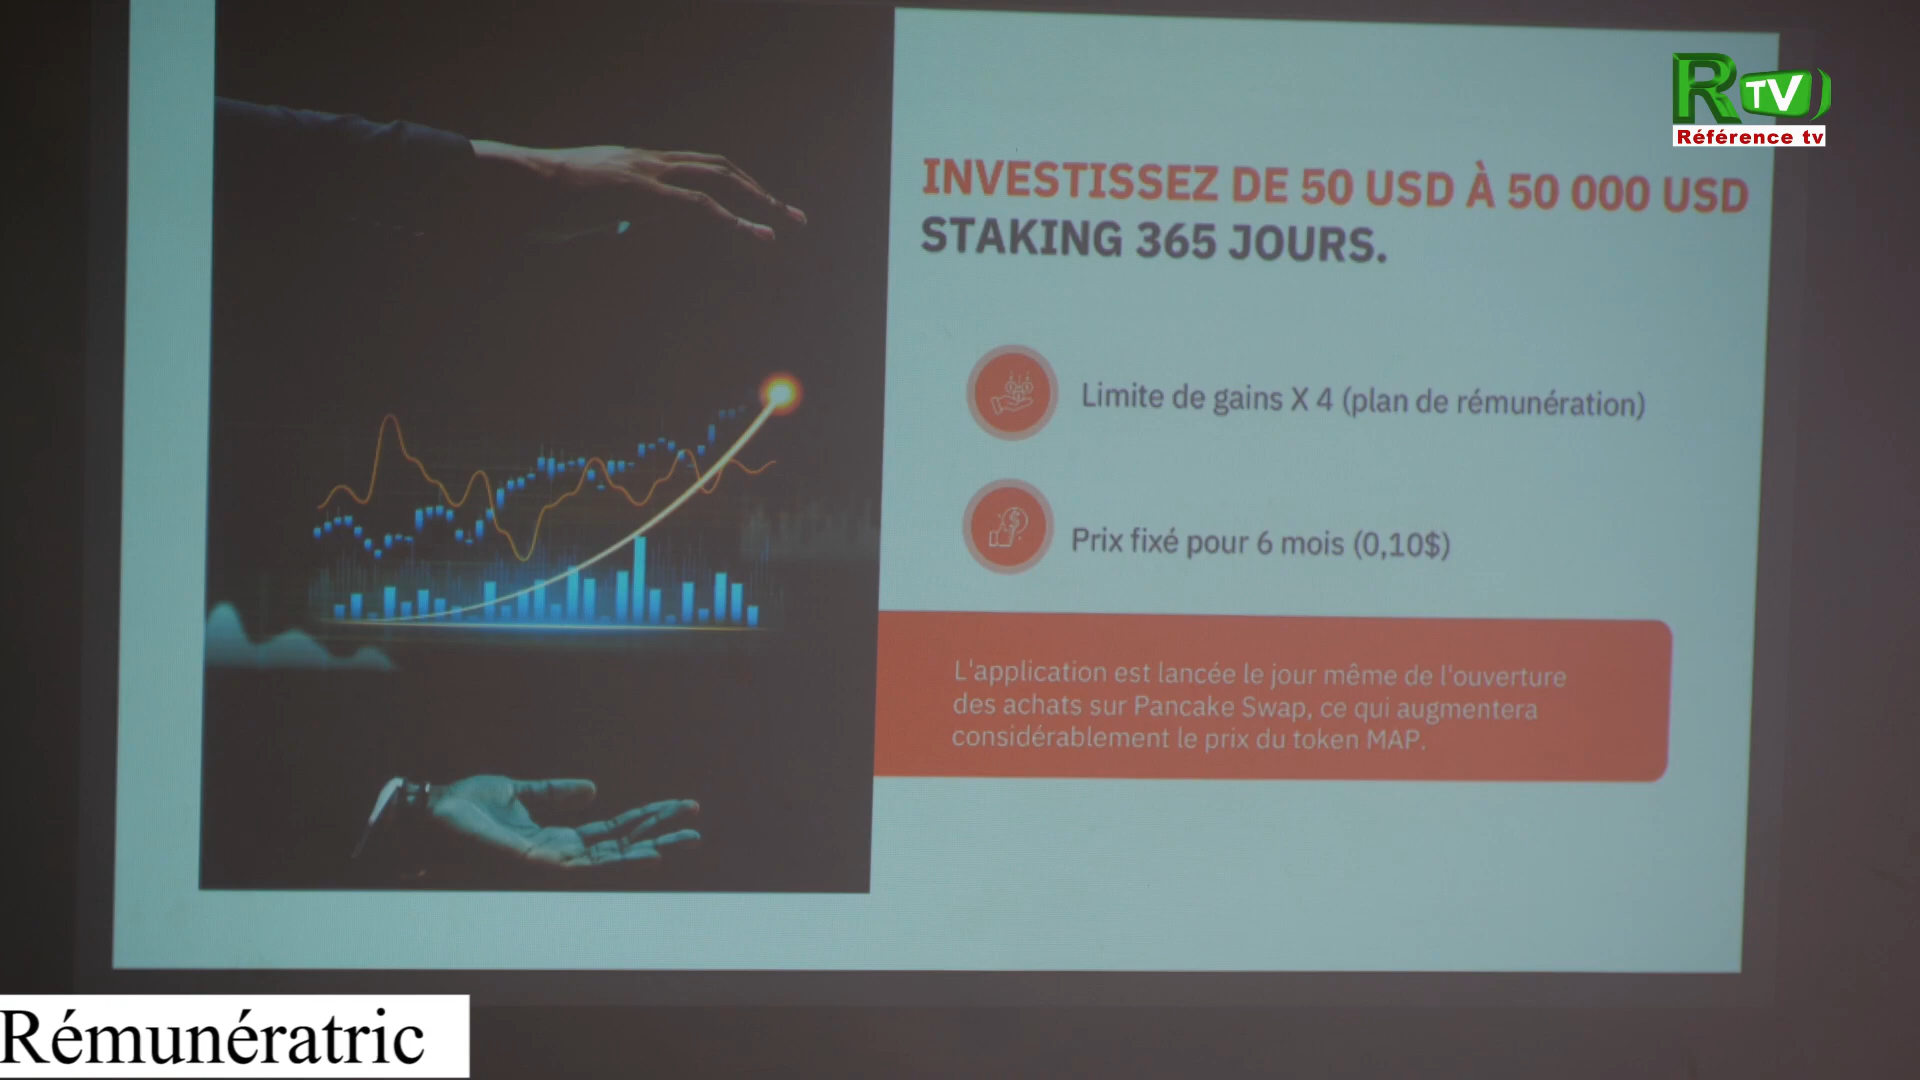 R TV
Référence tv
INVESTISSEZ DE 50 USD À 50 000 USD
STAKING 365 JOURS.
Limite de gains X 4 (plan de rémunération)
Prix fixé pour 6 mois (0,10$)
L'application est lancée le jour même de l'ouverture
des achats sur Pancake Swap, ce qui augmentera
considérablement le prix du token MAP.
Rémunératric